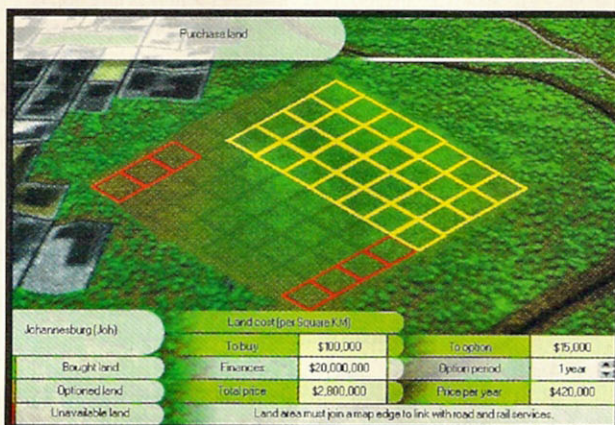 Purchase land
Johannesburg (Joh)
Land cost (per Square KM)
To buy $100,000 To option $15,000
Bought land Finances $20,000,000 Option period 1 year
Optioned land Total price $2,800,000 Price per year $420,000
Unavailable land Land area must join a map edge to link with road and rail services.